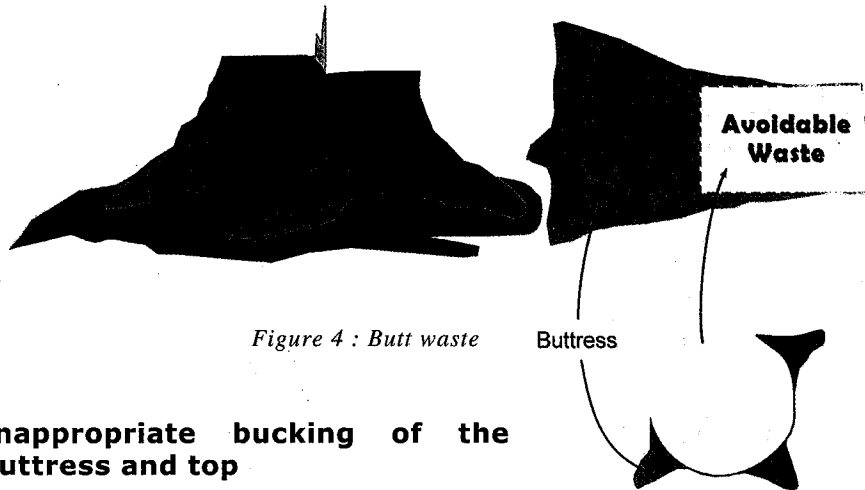 Avoidable
Waste
Figure 4 : Butt waste
Buttress
nappropriate bucking of the
uttress and top